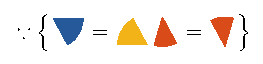 ∵ { = = }